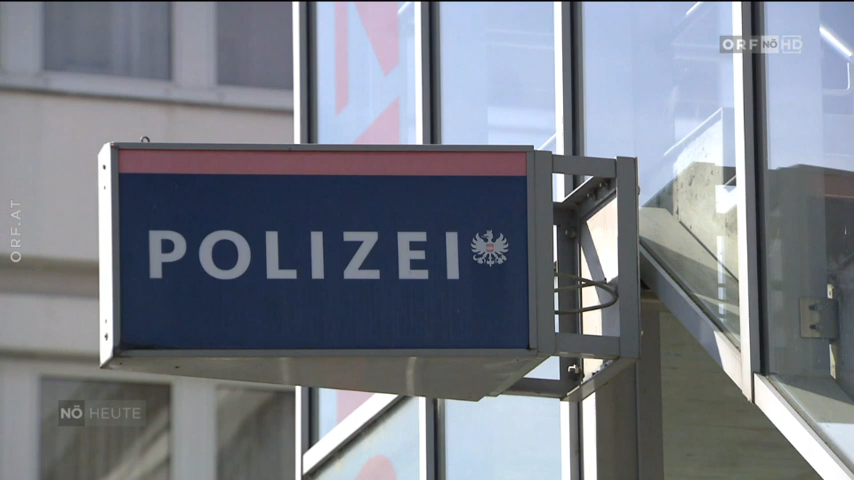 ORF NÖ HD
ORF.AT
POLIZEI
NÖ HEUTE